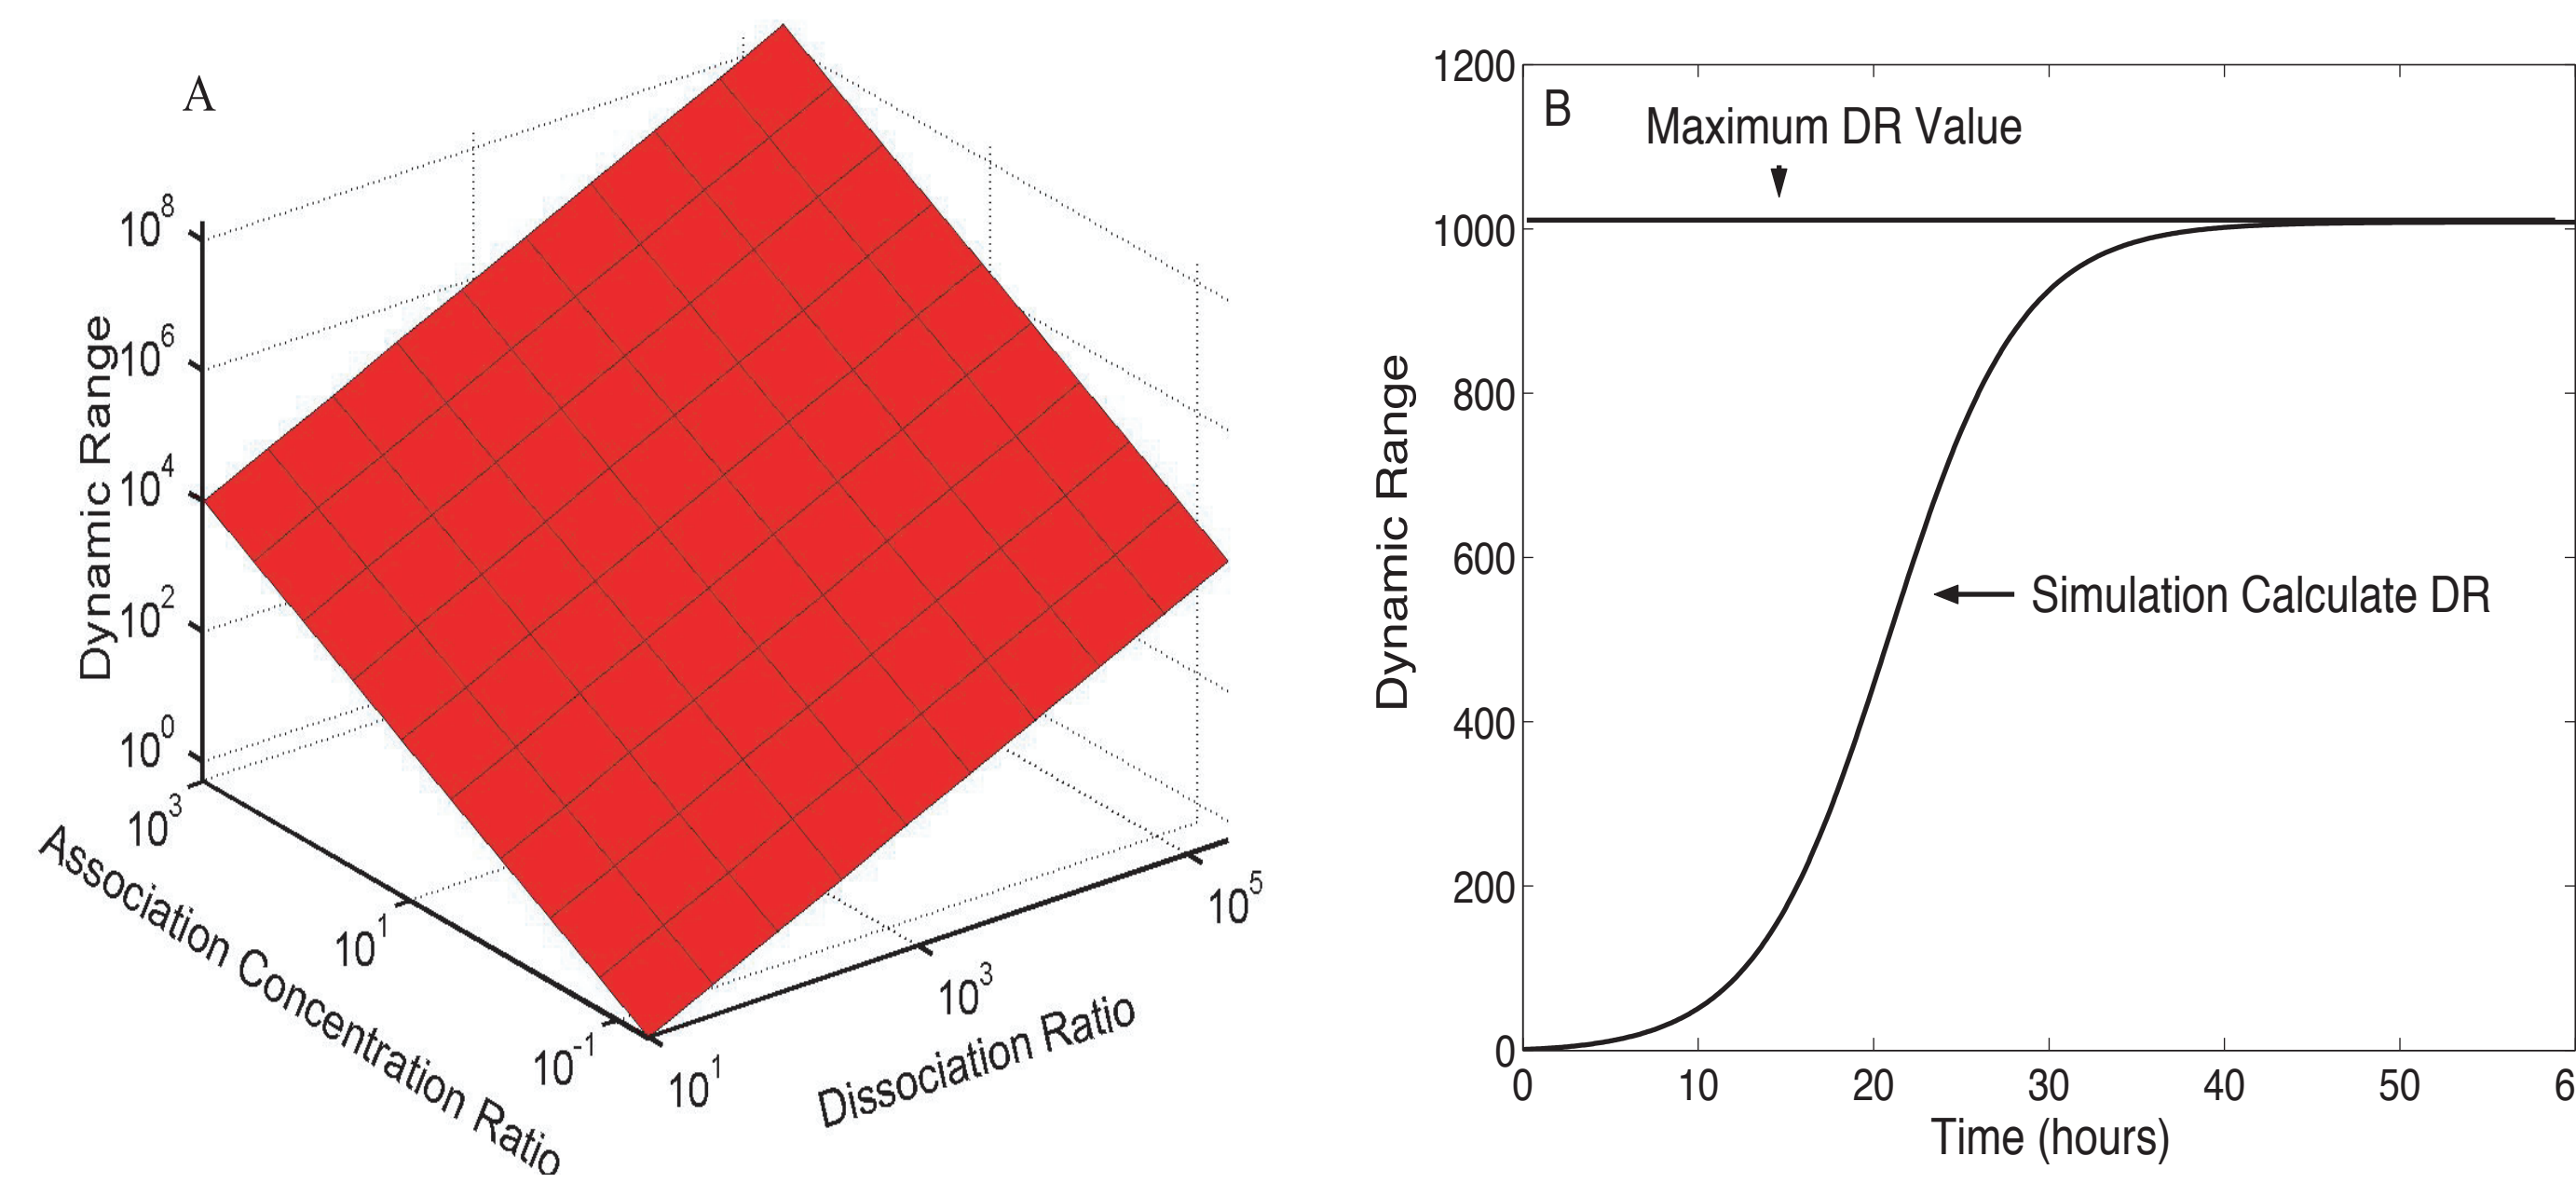 A
Dynamic Range
10^8
10^6
10^4
10^2
10^0
10^3
10^1
10^-1
Association Concentration Ratio
10^1
10^3
10^5
Dissociation Ratio
B
Maximum DR Value
Simulation Calculate DR
Dynamic Range
1200
1000
800
600
400
200
0
0 10 20 30 40 50 6
Time (hours)